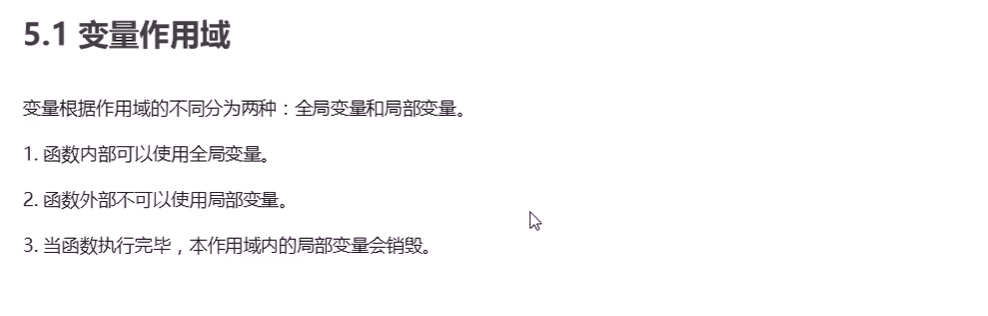 5.1 变量作用域
变量根据作用域的不同分为两种：全局变量和局部变量。
1. 函数内部可以使用全局变量。
2. 函数外部不可以使用局部变量。
3. 当函数执行完毕，本作用域内的局部变量会销毁。